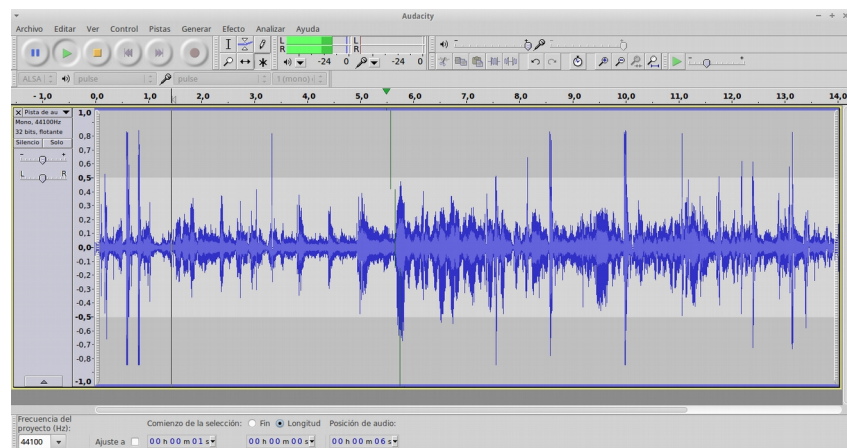 Audacity
Archivo Editar Ver Control Pistas Generar Efecto Analizar Ayuda
L
R
-24 0
L
R
-24 0
ALSA pulse pulse 1 (mono)
- 1,0 0,0 1,0 2,0 3,0 4,0 5,0 6,0 7,0 8,0 9,0 10,0 11,0 12,0 13,0 14,0
X Pista de au
Mono, 44100Hz
32 bits, flotante
Silencio Solo
- +
L R
1,0
0,8
0,7
0,6
0,5
0,4
0,3
0,2
0,1
0,0
-0,1
-0,2
-0,3
-0,4
-0,5
-0,6
-0,7
-0,8
-1,0
Frecuencia del
proyecto (Hz):
Comienzo de la selección: Fin Longitud Posición de audio:
44100 Ajuste a 00 h 00 m 01 s 00 h 00 m 00 s 00 h 00 m 06 s